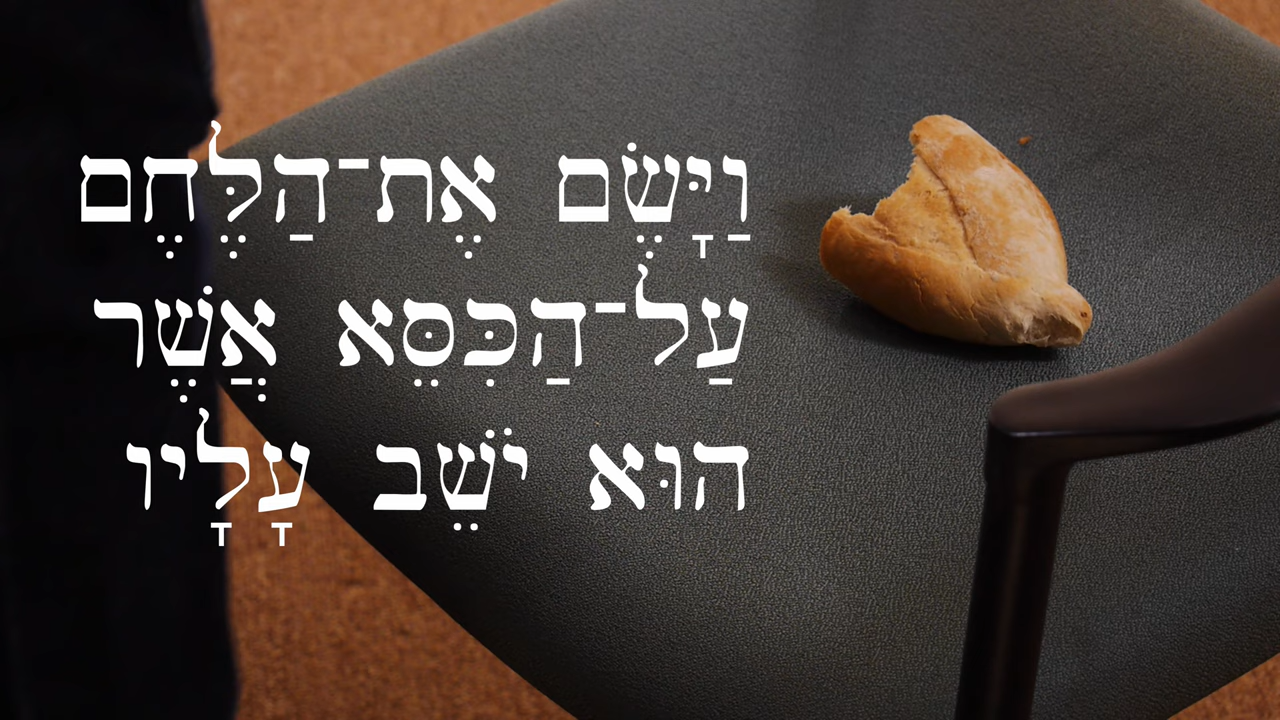 וַיָּשֶׂם אֶת־הַלֶּחֶם
עַל־הַכִּסֵּא אֲשֶׁר
הוּא יֹשֵׁב עָלָיו